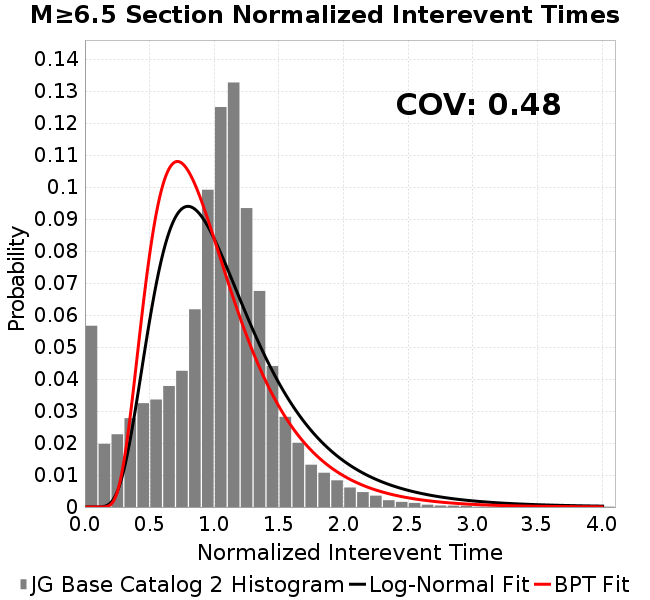 M≥6.5 Section Normalized Interevent Times
COV: 0.48
Probability
0.14
0.13
0.12
0.11
0.1
0.09
0.08
0.07
0.06
0.05
0.04
0.03
0.02
0.01
0
0.0 0.5 1.0 1.5 2.0 2.5 3.0 3.5 4.0
Normalized Interevent Time
JG Base Catalog 2 Histogram Log-Normal Fit BPT Fit